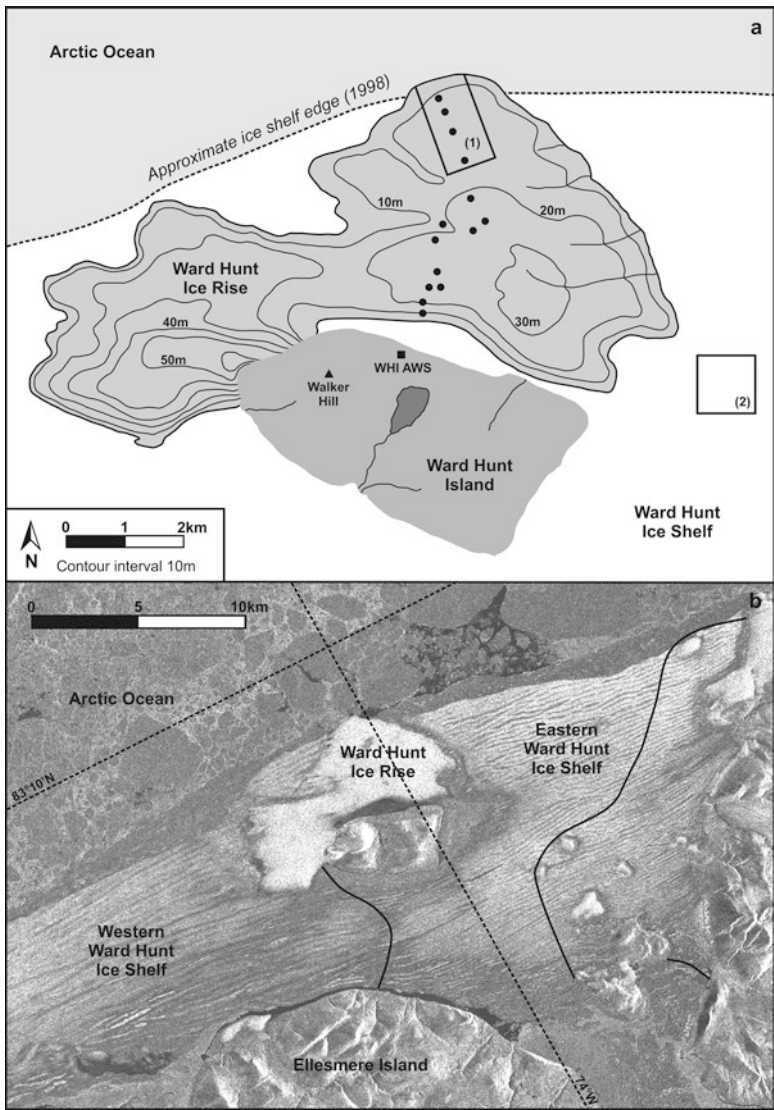 a
Arctic Ocean
Approximate ice shelf edge (1998)
(1)
10m
20m
Ward Hunt
Ice Rise
40m
50m
30m
WHI AWS
Walker
Hill
(2)
Ward Hunt
Island
Ward Hunt
Ice Shelf
0 1 2km
N
Contour interval 10m
b
0 5 10km
Arctic Ocean
83°10'N
Ward Hunt
Ice Rise
Eastern
Ward Hunt
Ice Shelf
Western
Ward Hunt
Ice Shelf
Ellesmere Island
74°W